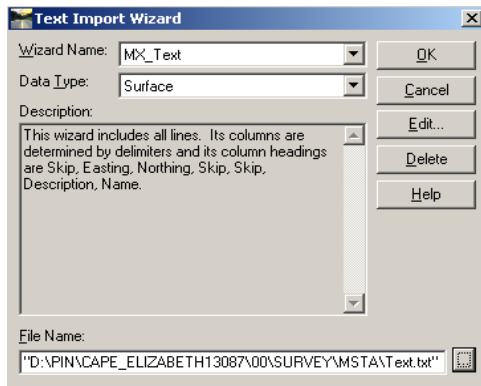 Text Import Wizard
Wizard Name: MX_Text OK
Data Type: Surface Cancel
Description: Edit...
This wizard includes all lines. Its columns are
determined by delimiters and its column headings
are Skip, Easting, Northing, Skip, Skip,
Description, Name.
Delete
Help
File Name:
"D:\PIN\CAPE_ELIZABETH13087\00\SURVEY\MSTA\Text.txt" ...